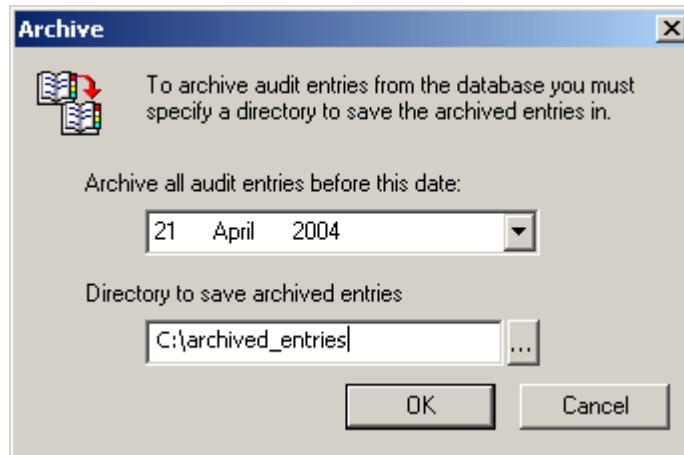 Archive
To archive audit entries from the database you must
specify a directory to save the archived entries in.
Archive all audit entries before this date:
21 April 2004
Directory to save archived entries
C:\archived_entries
...
OK Cancel